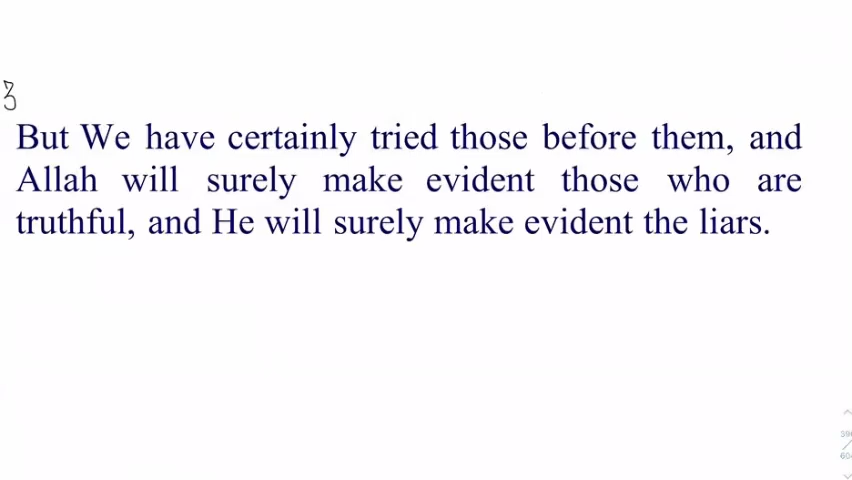 3
But We have certainly tried those before them, and
Allah will surely make evident those who are
truthful, and He will surely make evident the liars.